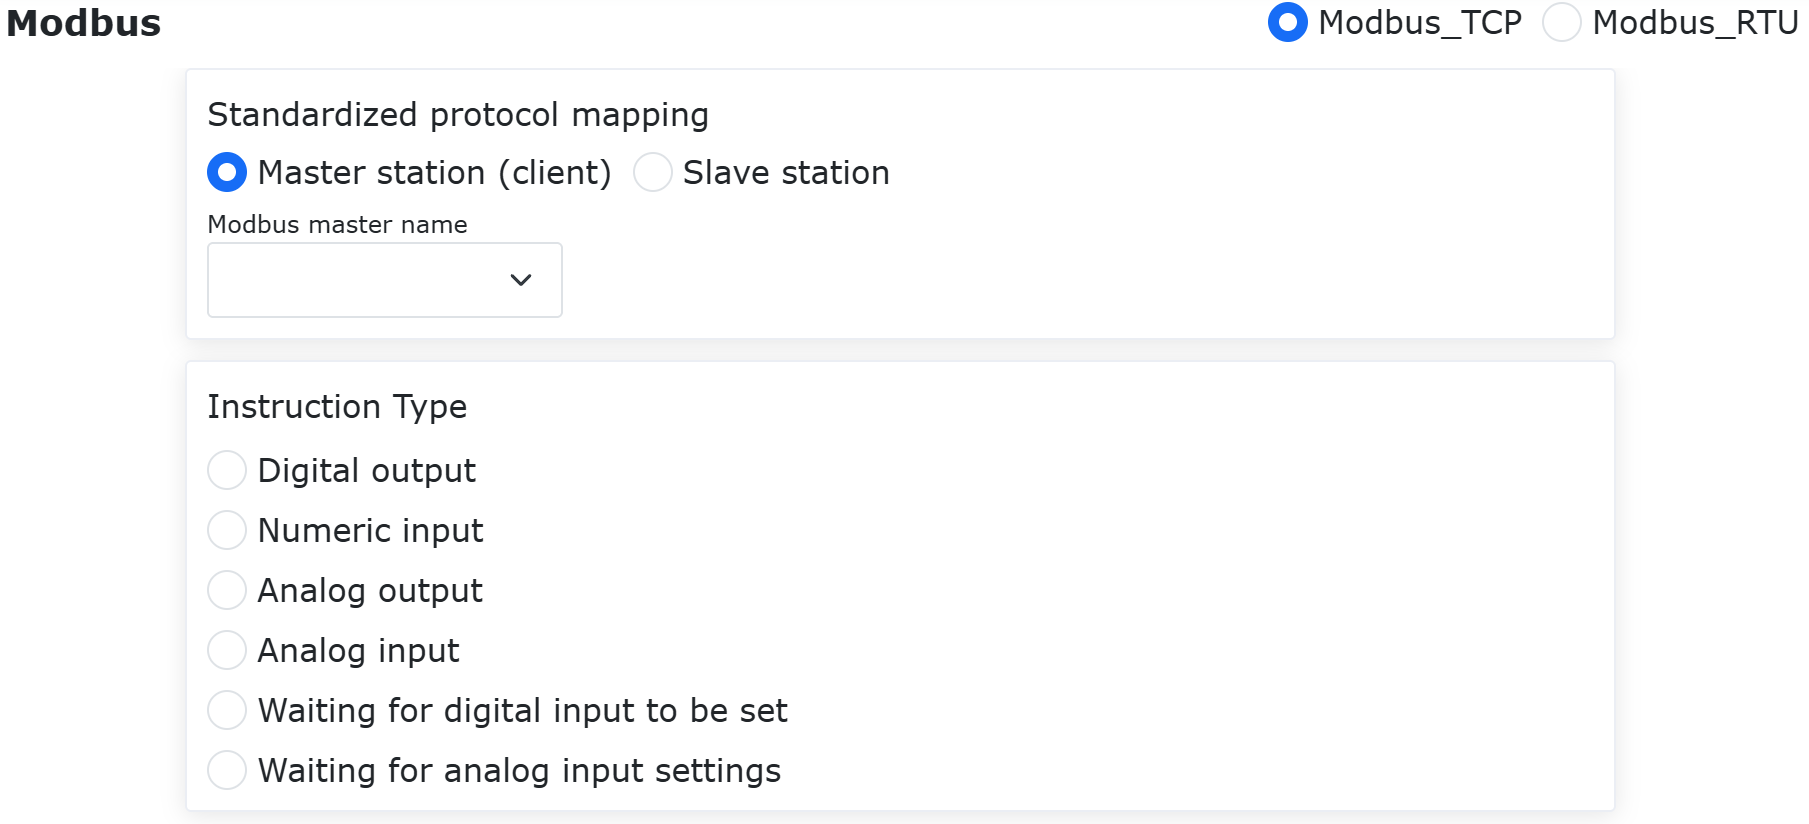 Modbus
Modbus_TCP Modbus_RTU
Standardized protocol mapping
Master station (client) Slave station
Modbus master name
Instruction Type
Digital output
Numeric input
Analog output
Analog input
Waiting for digital input to be set
Waiting for analog input settings